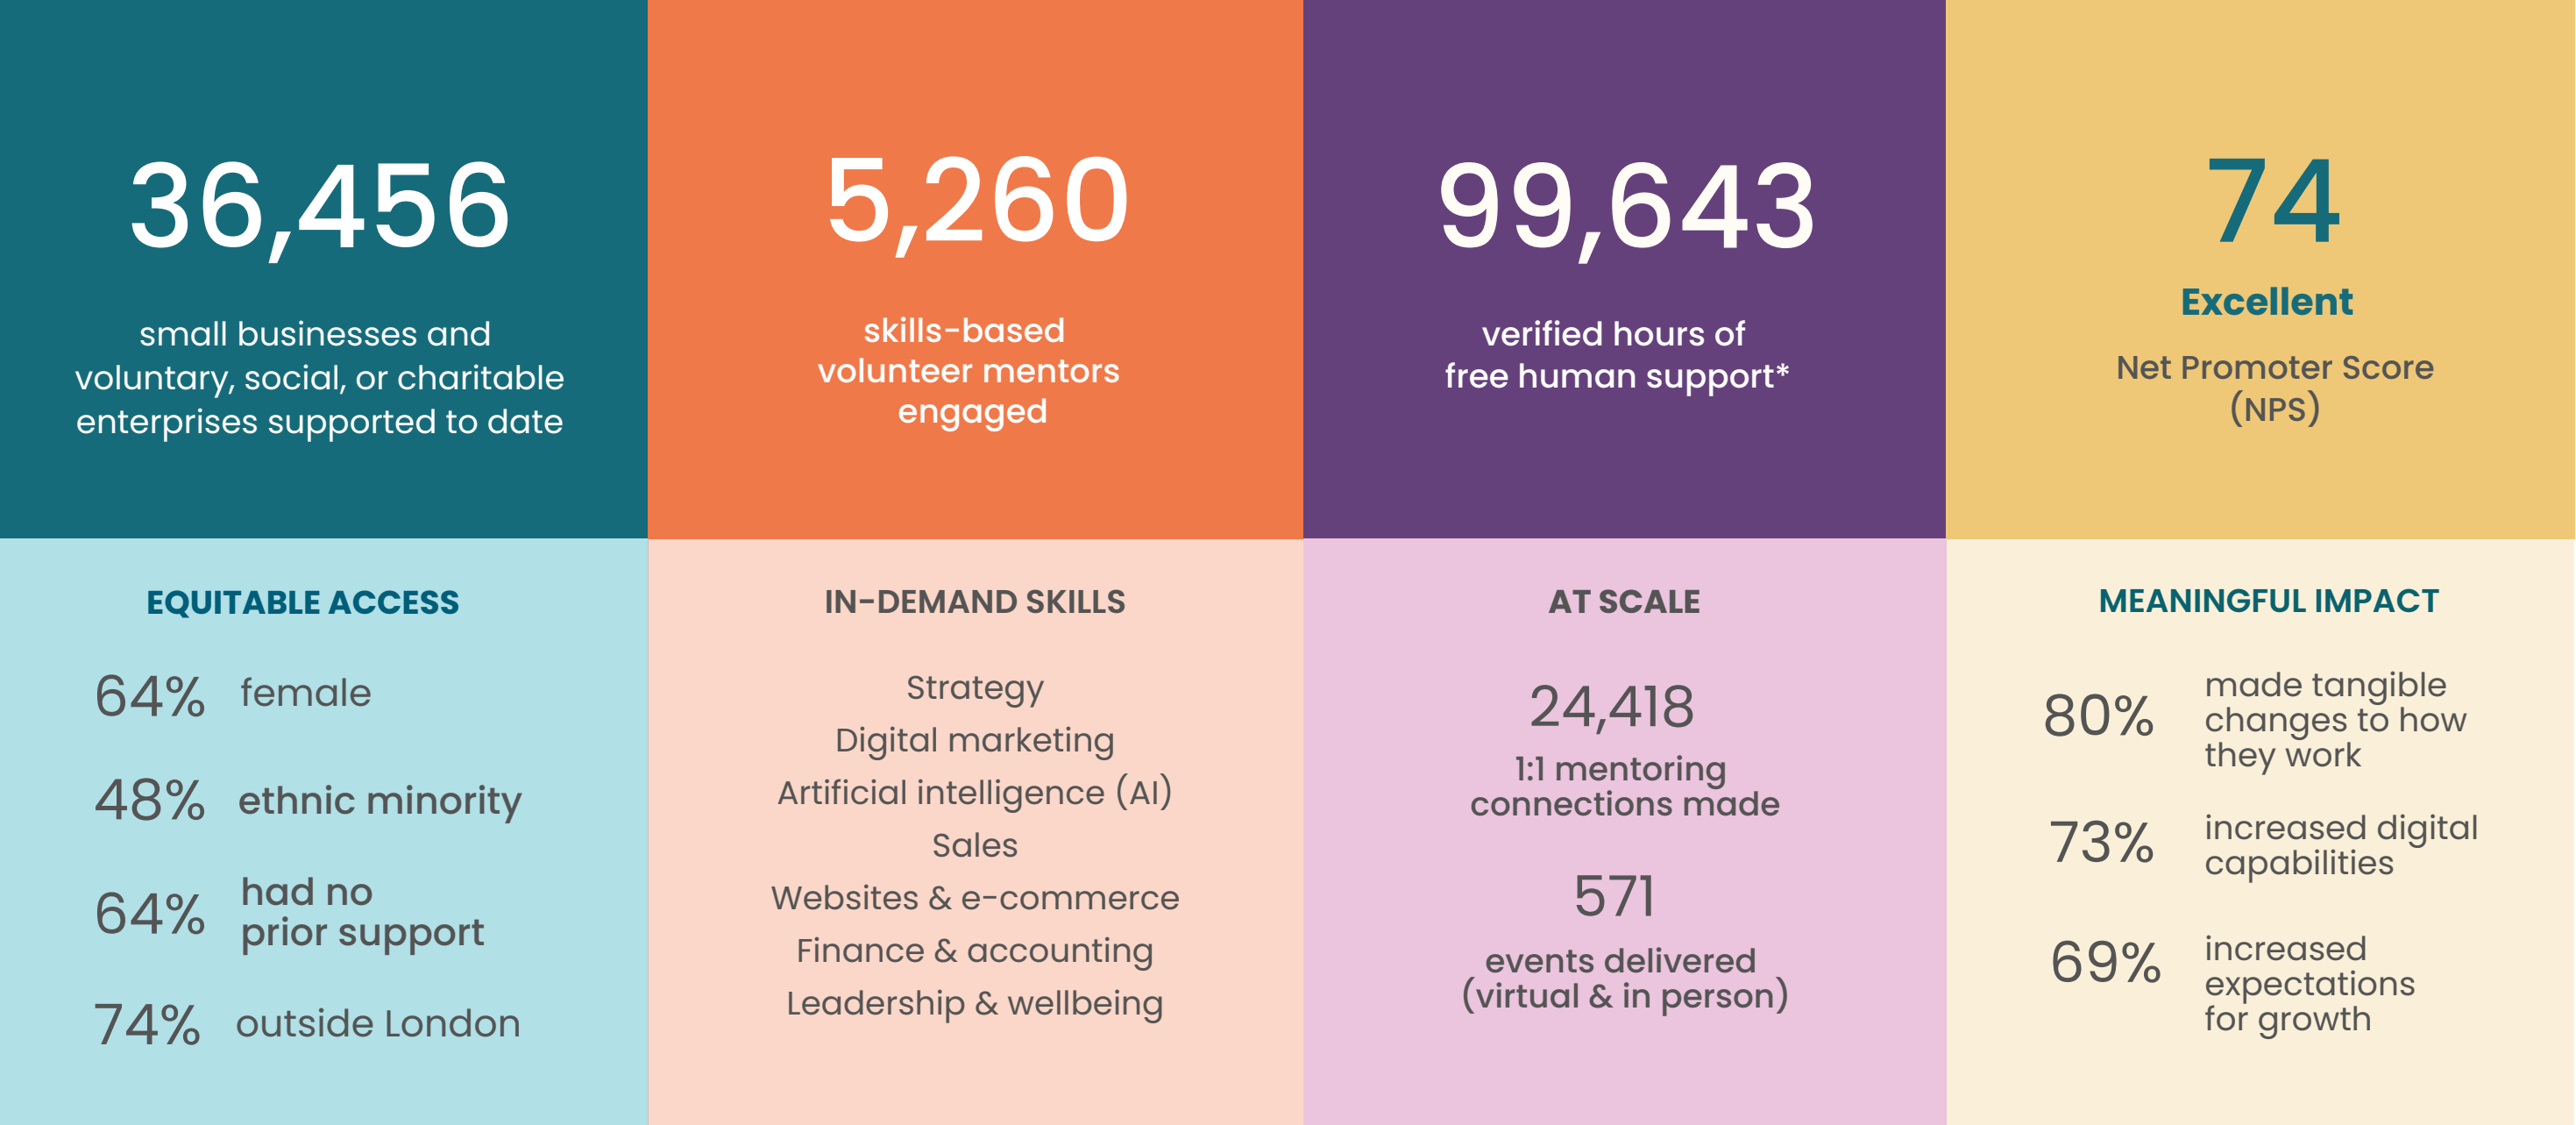 36,456
small businesses and
voluntary, social, or charitable
enterprises supported to date
5,260
skills-based
volunteer mentors
engaged
99,643
verified hours of
free human support*
74
Excellent
Net Promoter Score
(NPS)
EQUITABLE ACCESS
64% female
48% ethnic minority
64% had no
prior support
74% outside London
IN-DEMAND SKILLS
Strategy
Digital marketing
Artificial intelligence (AI)
Sales
Websites & e-commerce
Finance & accounting
Leadership & wellbeing
AT SCALE
24,418
1:1 mentoring
connections made
571
events delivered
(virtual & in person)
MEANINGFUL IMPACT
80% made tangible
changes to how
they work
73% increased digital
capabilities
69% increased
expectations
for growth